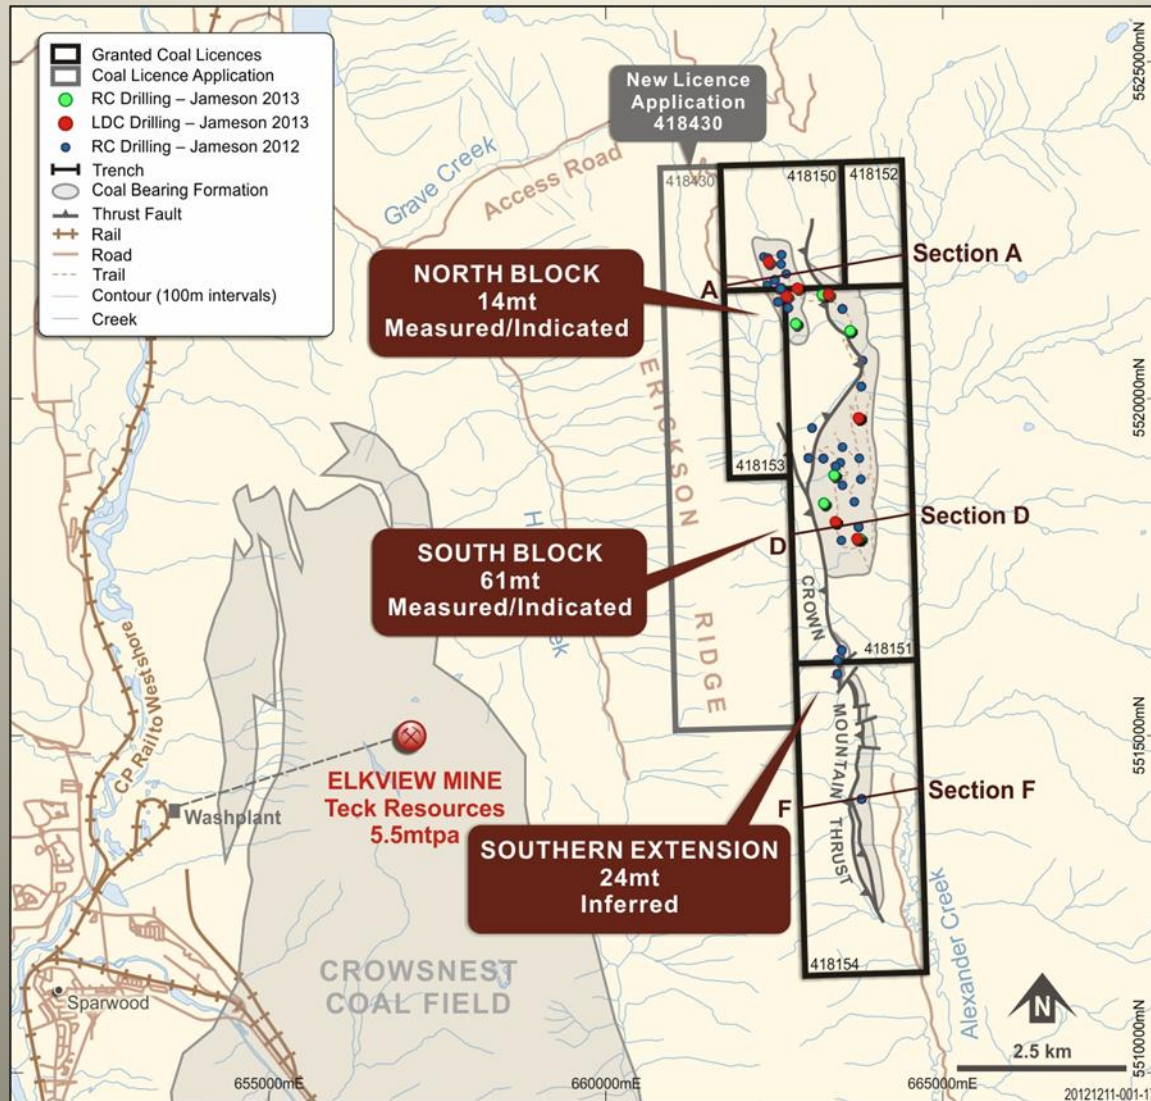 Granted Coal Licences
Coal Licence Application
RC Drilling – Jameson 2013
LDC Drilling – Jameson 2013
RC Drilling – Jameson 2012
Trench
Coal Bearing Formation
Thrust Fault
Rail
Road
Trail
Contour (100m intervals)
Creek
New Licence
Application
418430
418430
418150
418152
Grave Creek
Access Road
Section A
A
NORTH BLOCK
14mt
Measured/Indicated
ERICKSON
RIDGE
418153
Section D
D
SOUTH BLOCK
61mt
Measured/Indicated
CROWN
MOUNTAIN
THRUST
418151
CP Rail to Westshore
Washplant
ELKVIEW MINE
Teck Resources
5.5mtpa
Section F
F
SOUTHERN EXTENSION
24mt
Inferred
418154
CROWSNEST
COAL FIELD
Sparwood
Alexander Creek
N
2.5 km
655000mE
660000mE
665000mE
5525000mN
5520000mN
5515000mN
5510000mN